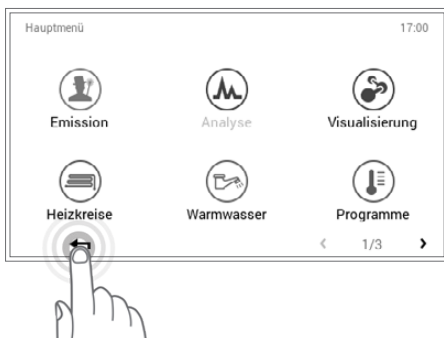 Hauptmenü 17:00
Emission Analyse Visualisierung
Heizkreise Warmwasser Programme
1/3